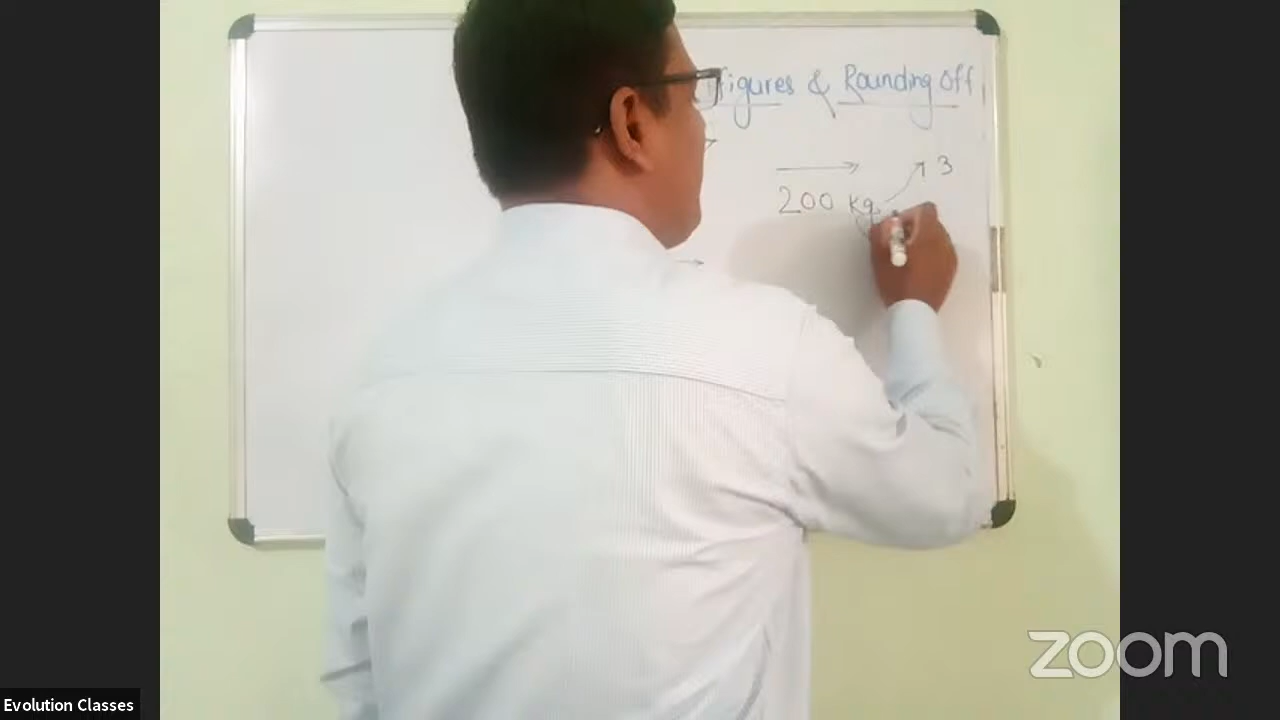 figures & Rounding off
3
200 kg
zoom
Evolution Classes